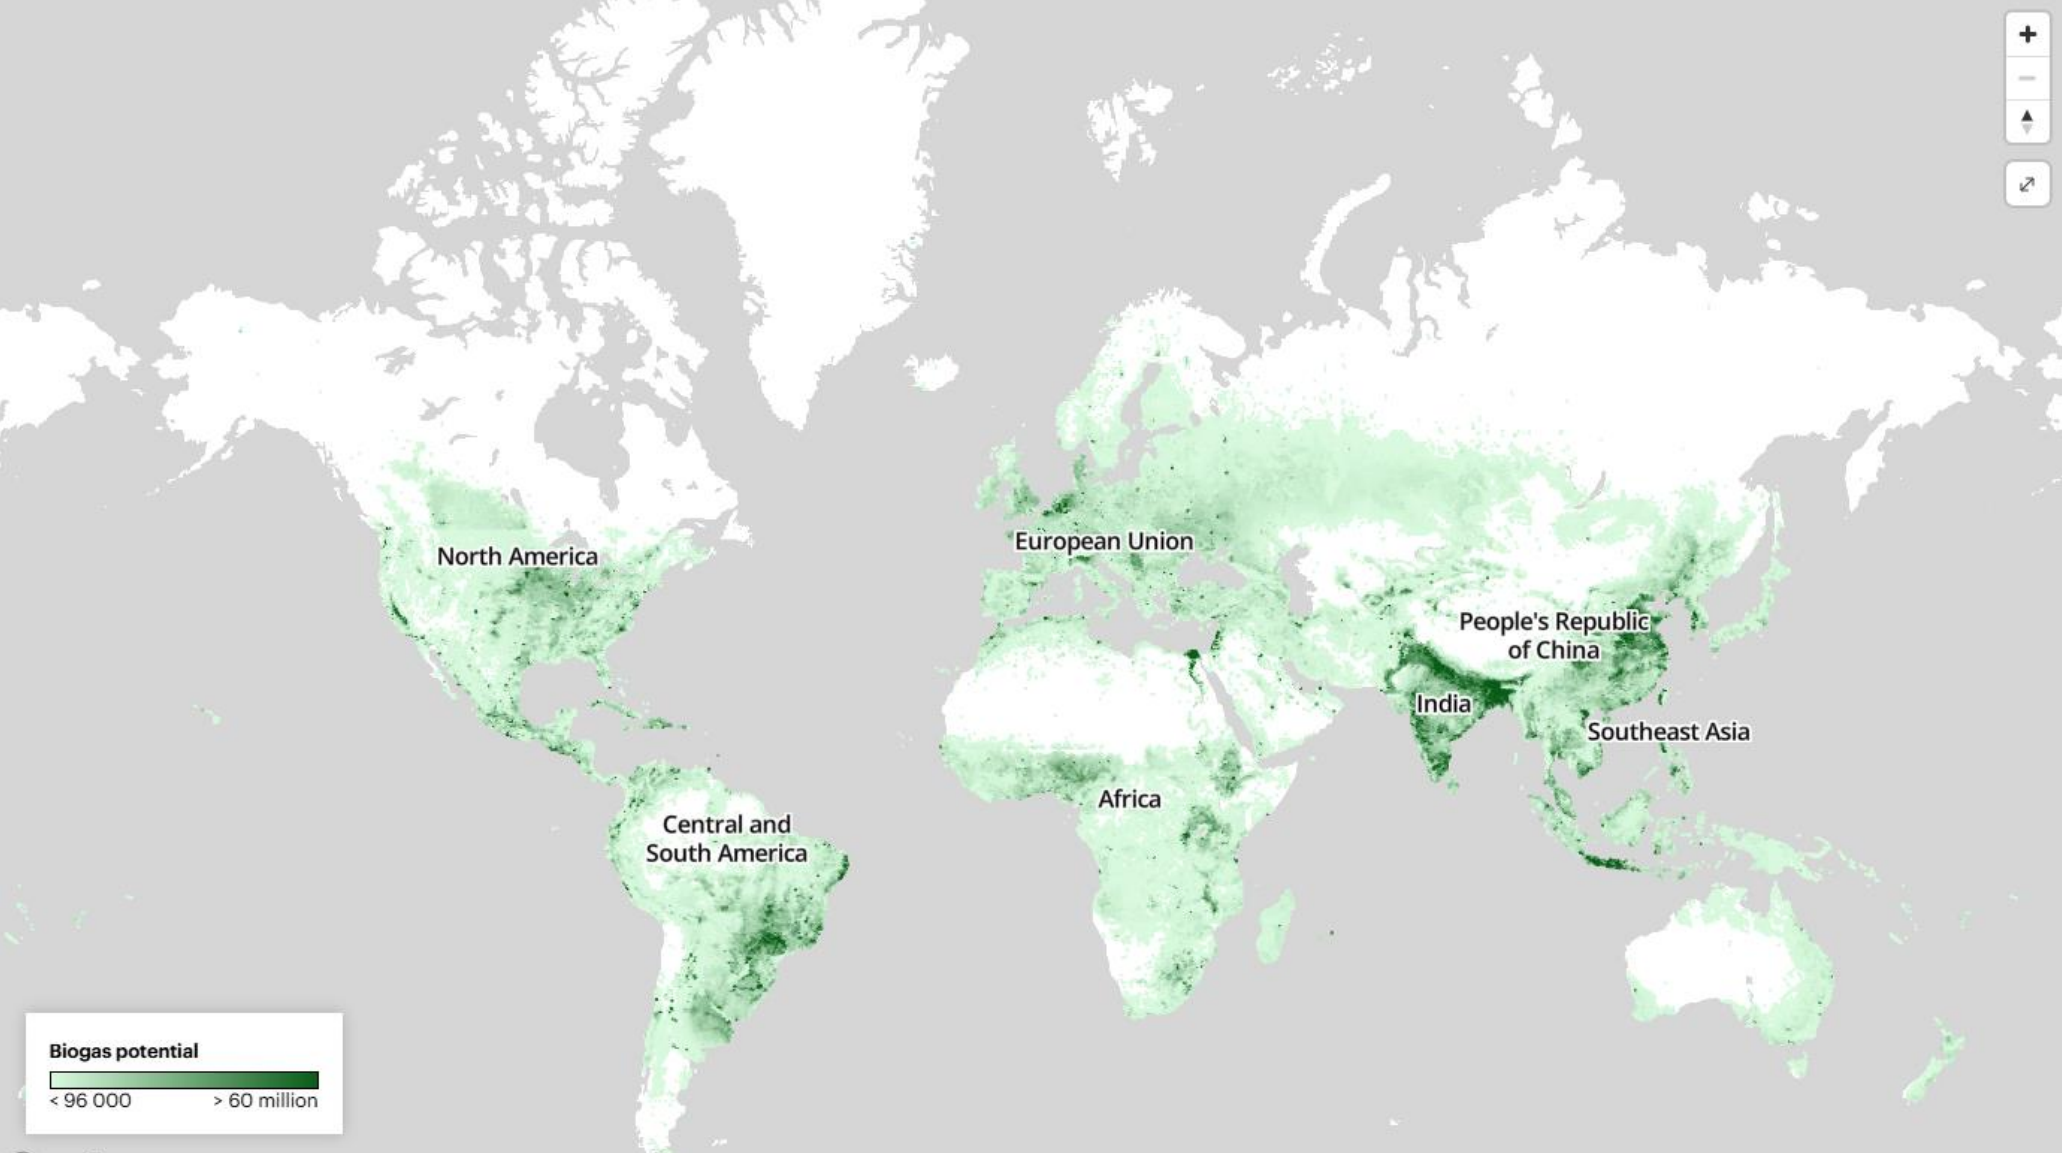 North America
European Union
People's Republic
of China
India
Southeast Asia
Africa
Central and
South America
Biogas potential
< 96 000 > 60 million